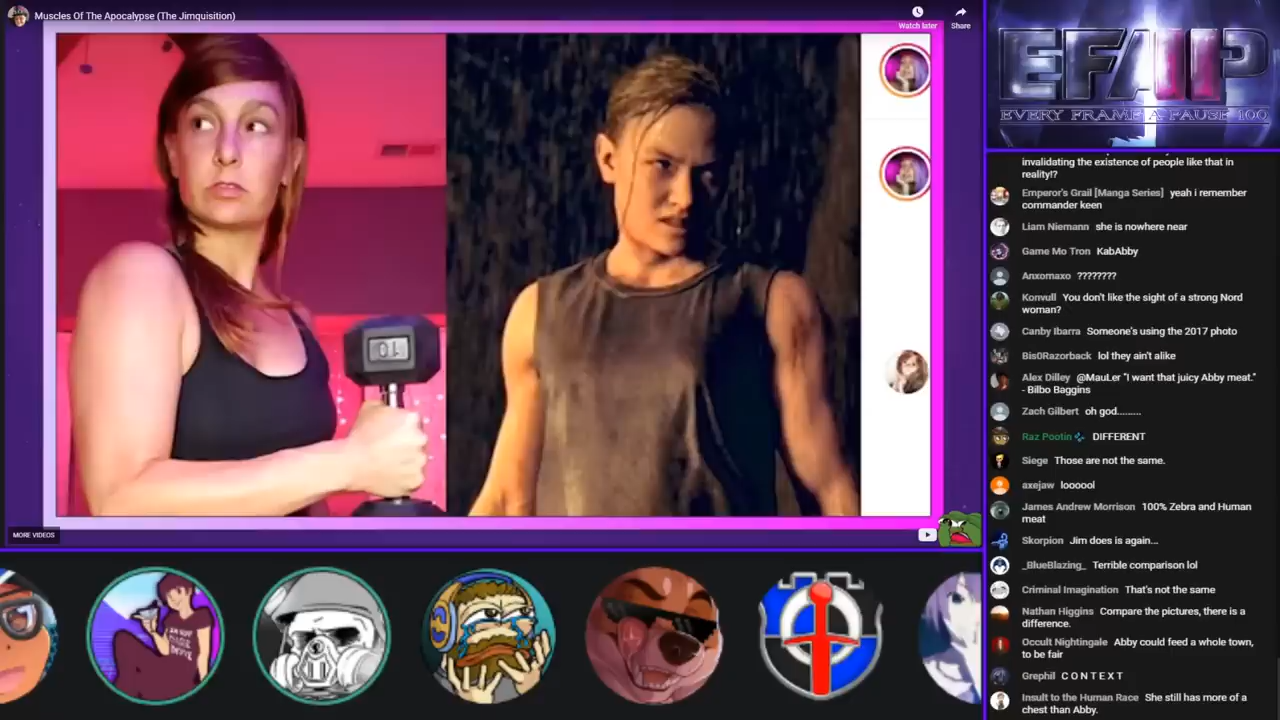 Muscles Of The Apocalypse (The Jimquisition)
Watch later
Share
10
MORE VIDEOS
EFAP
EVERY FRAME A PAUSE 100
invalidating the existence of people like that in
reality!?
Emperor's Grail [Manga Series] yeah i remember
commander keen
Liam Niemann she is nowhere near
Game Mo Tron KabAbby
Anxomaxo ????????
Konvull You don't like the sight of a strong Nord
woman?
Canby Ibarra Someone's using the 2017 photo
Bis0Razorback lol they ain't alike
Alex Dilley @MauLer "I want that juicy Abby meat."
- Bilbo Baggins
Zach Gilbert oh god.........
Raz Pootin DIFFERENT
Siege Those are not the same.
axejaw loooool
James Andrew Morrison 100% Zebra and Human
meat
Skorpion Jim does is again...
_BlueBlazing_ Terrible comparison lol
Criminal Imagination That's not the same
Nathan Higgins Compare the pictures, there is a
difference.
Occult Nightingale Abby could feed a whole town,
to be fair
Grephil C O N T E X T
Insult to the Human Race She still has more of a
chest than Abby.